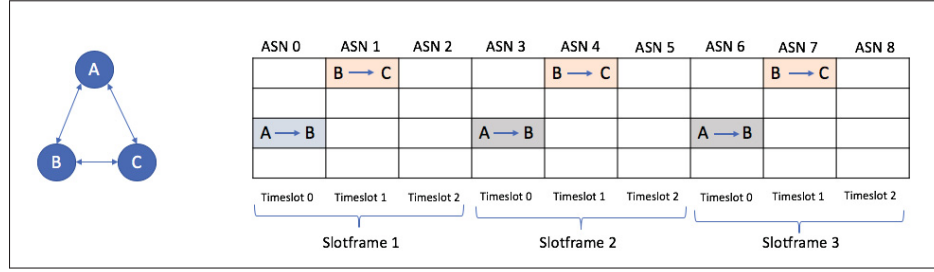 ASN 0 ASN 1 ASN 2 ASN 3 ASN 4 ASN 5 ASN 6 ASN 7 ASN 8
A
B → C B → C B → C
A → B A → B A → B
B C
Timeslot 0 Timeslot 1 Timeslot 2 Timeslot 0 Timeslot 1 Timeslot 2 Timeslot 0 Timeslot 1 Timeslot 2
Slotframe 1 Slotframe 2 Slotframe 3